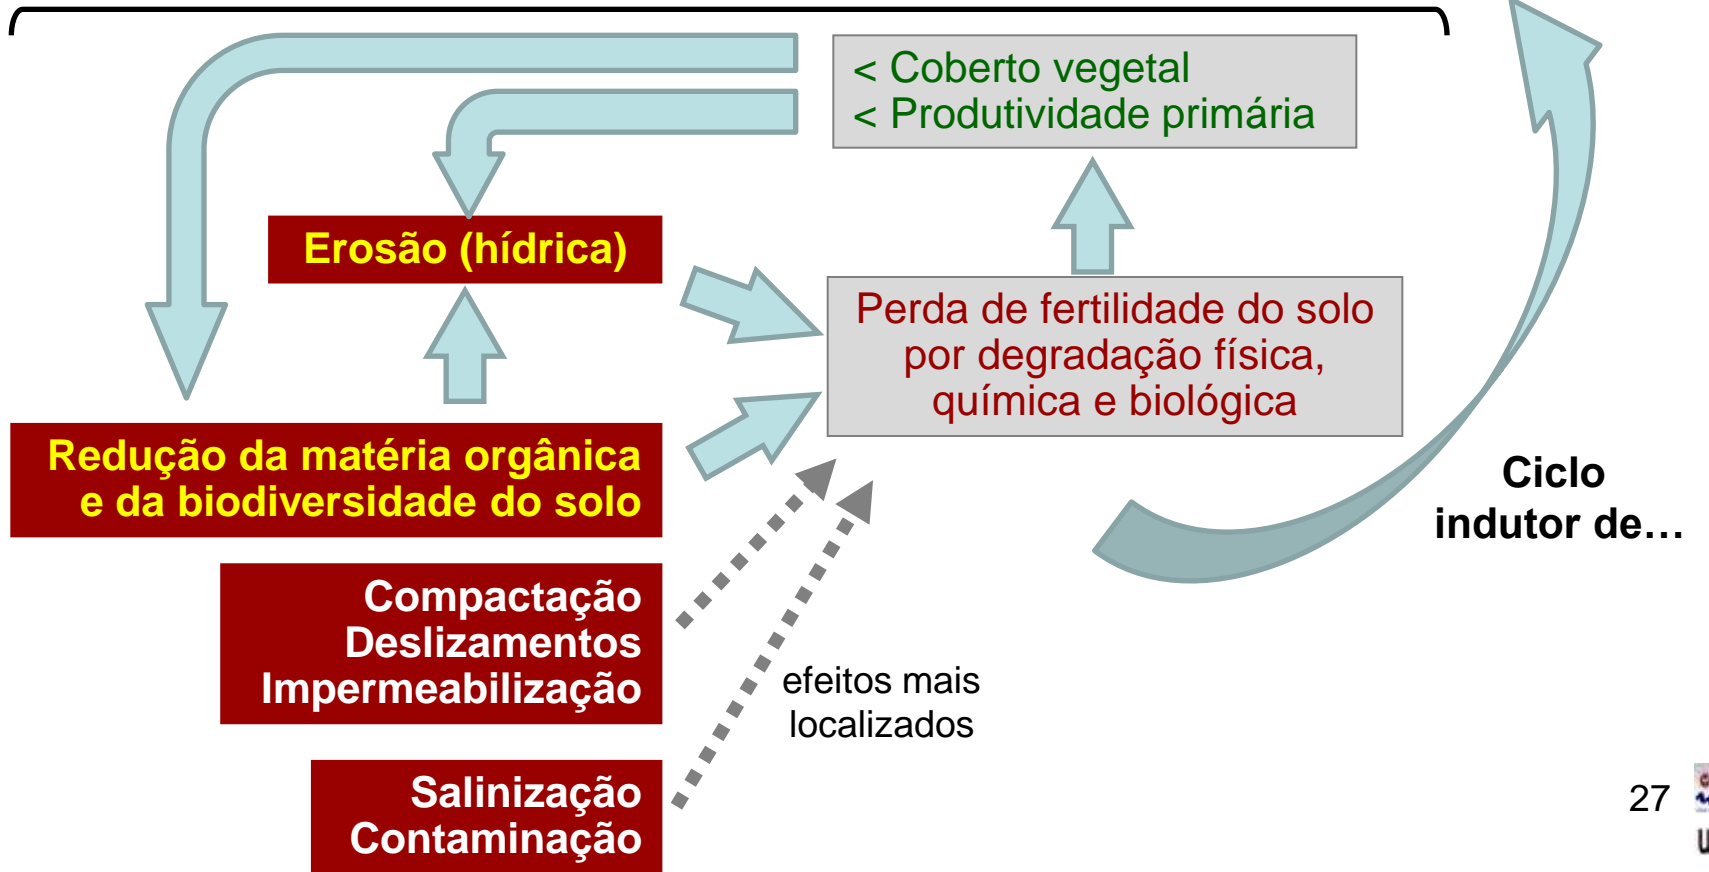 < Coberto vegetal
< Produtividade primária
Erosão (hídrica)
Perda de fertilidade do solo
por degradação física,
química e biológica
Redução da matéria orgânica
e da biodiversidade do solo
Ciclo
indutor de…
Compactação
Deslizamentos
Impermeabilização
efeitos mais
localizados
Salinização
Contaminação
27